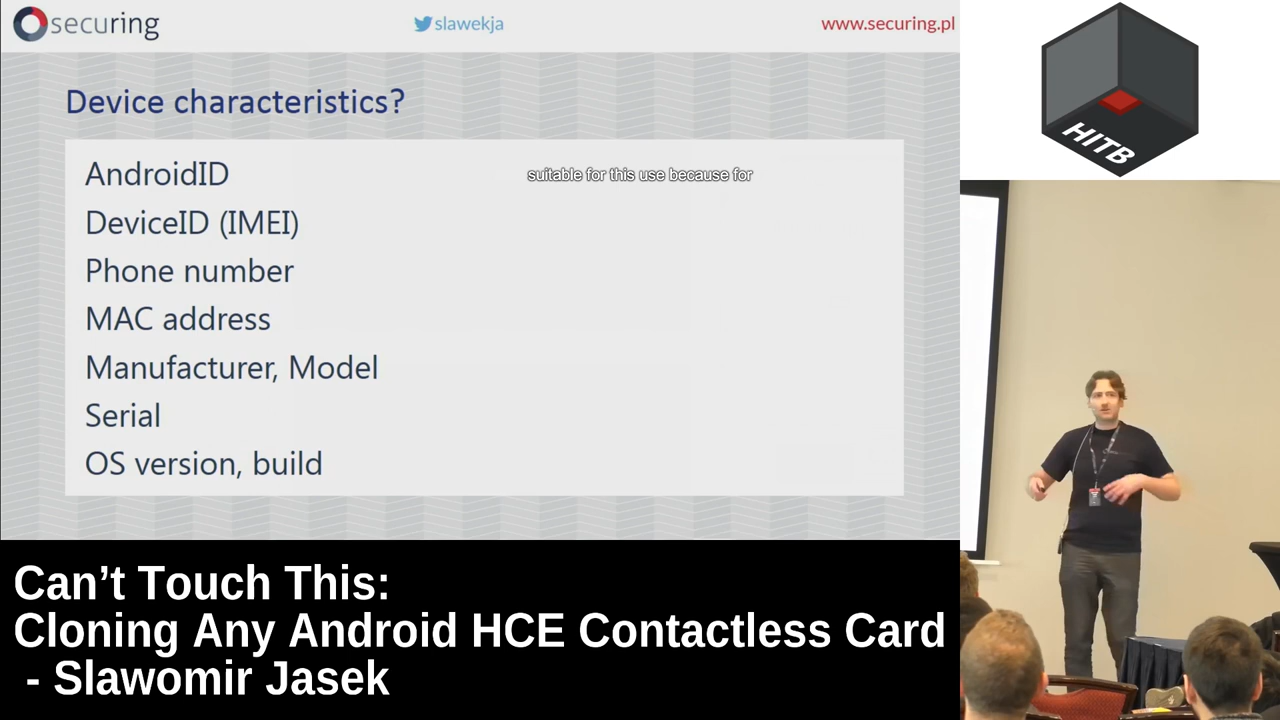 securing
slawekja
www.securing.pl
Device characteristics?
AndroidID
suitable for this use because for
DeviceID (IMEI)
Phone number
MAC address
Manufacturer, Model
Serial
OS version, build
HITB
Can’t Touch This:
Cloning Any Android HCE Contactless Card
- Slawomir Jasek